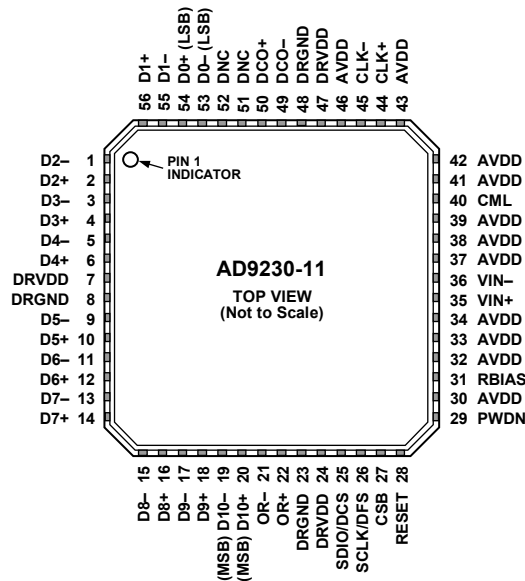 56 D1+
55 D1–
54 D0+ (LSB)
53 D0– (LSB)
52 DNC
51 DNC
50 DCO+
49 DCO–
48 DRGND
47 DRVDD
46 AVDD
45 CLK–
44 CLK+
43 AVDD
D2– 1
D2+ 2
D3– 3
D3+ 4
D4– 5
D4+ 6
DRVDD 7
DRGND 8
D5– 9
D5+ 10
D6– 11
D6+ 12
D7– 13
D7+ 14
PIN 1
INDICATOR
AD9230-11
TOP VIEW
(Not to Scale)
42 AVDD
41 AVDD
40 CML
39 AVDD
38 AVDD
37 AVDD
36 VIN–
35 VIN+
34 AVDD
33 AVDD
32 AVDD
31 RBIAS
30 AVDD
29 PWDN
D8– 15
D8+ 16
D9– 17
D9+ 18
(MSB) D10– 19
(MSB) D10+ 20
OR– 21
OR+ 22
DRGND 23
DRVDD 24
SDIO/DCS 25
SCLK/DFS 26
CSB 27
RESET 28